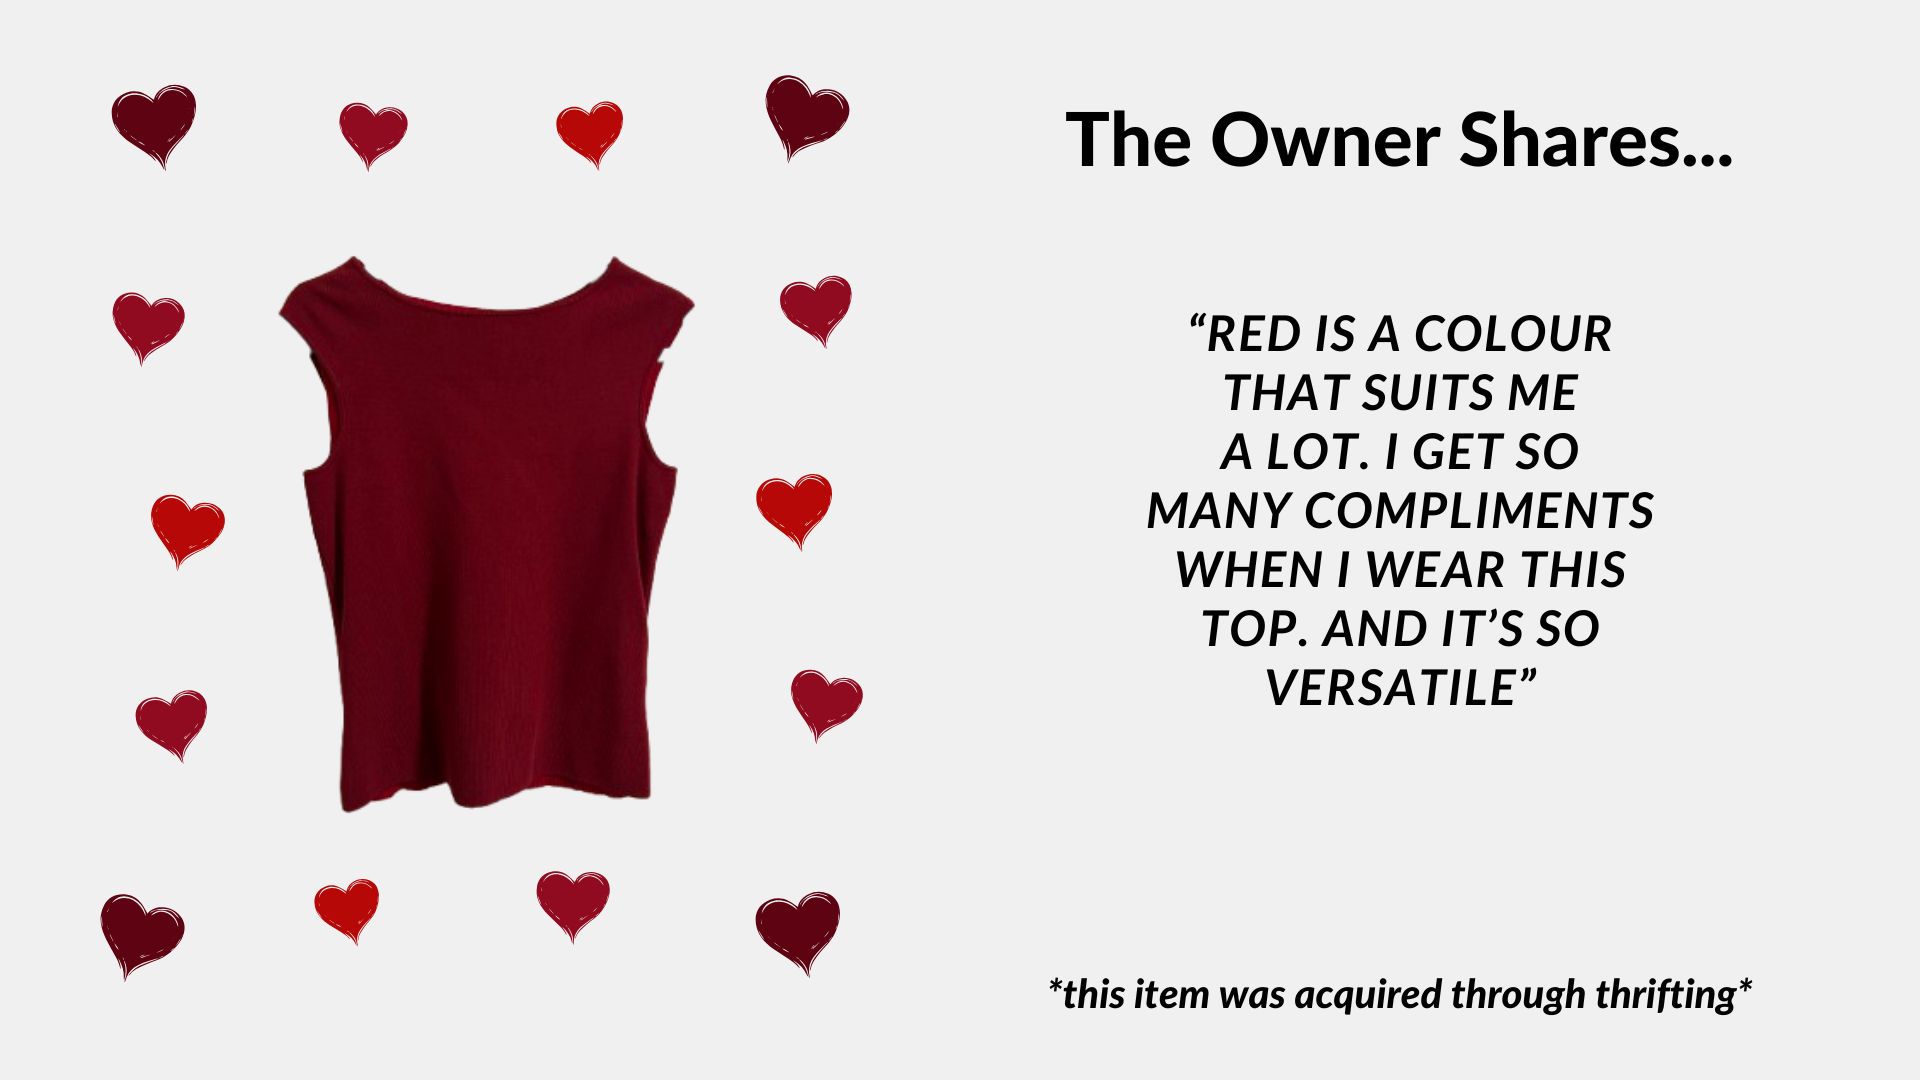 The Owner Shares...
“RED IS A COLOUR
THAT SUITS ME
A LOT. I GET SO
MANY COMPLIMENTS
WHEN I WEAR THIS
TOP. AND IT’S SO
VERSATILE”
*this item was acquired through thrifting*